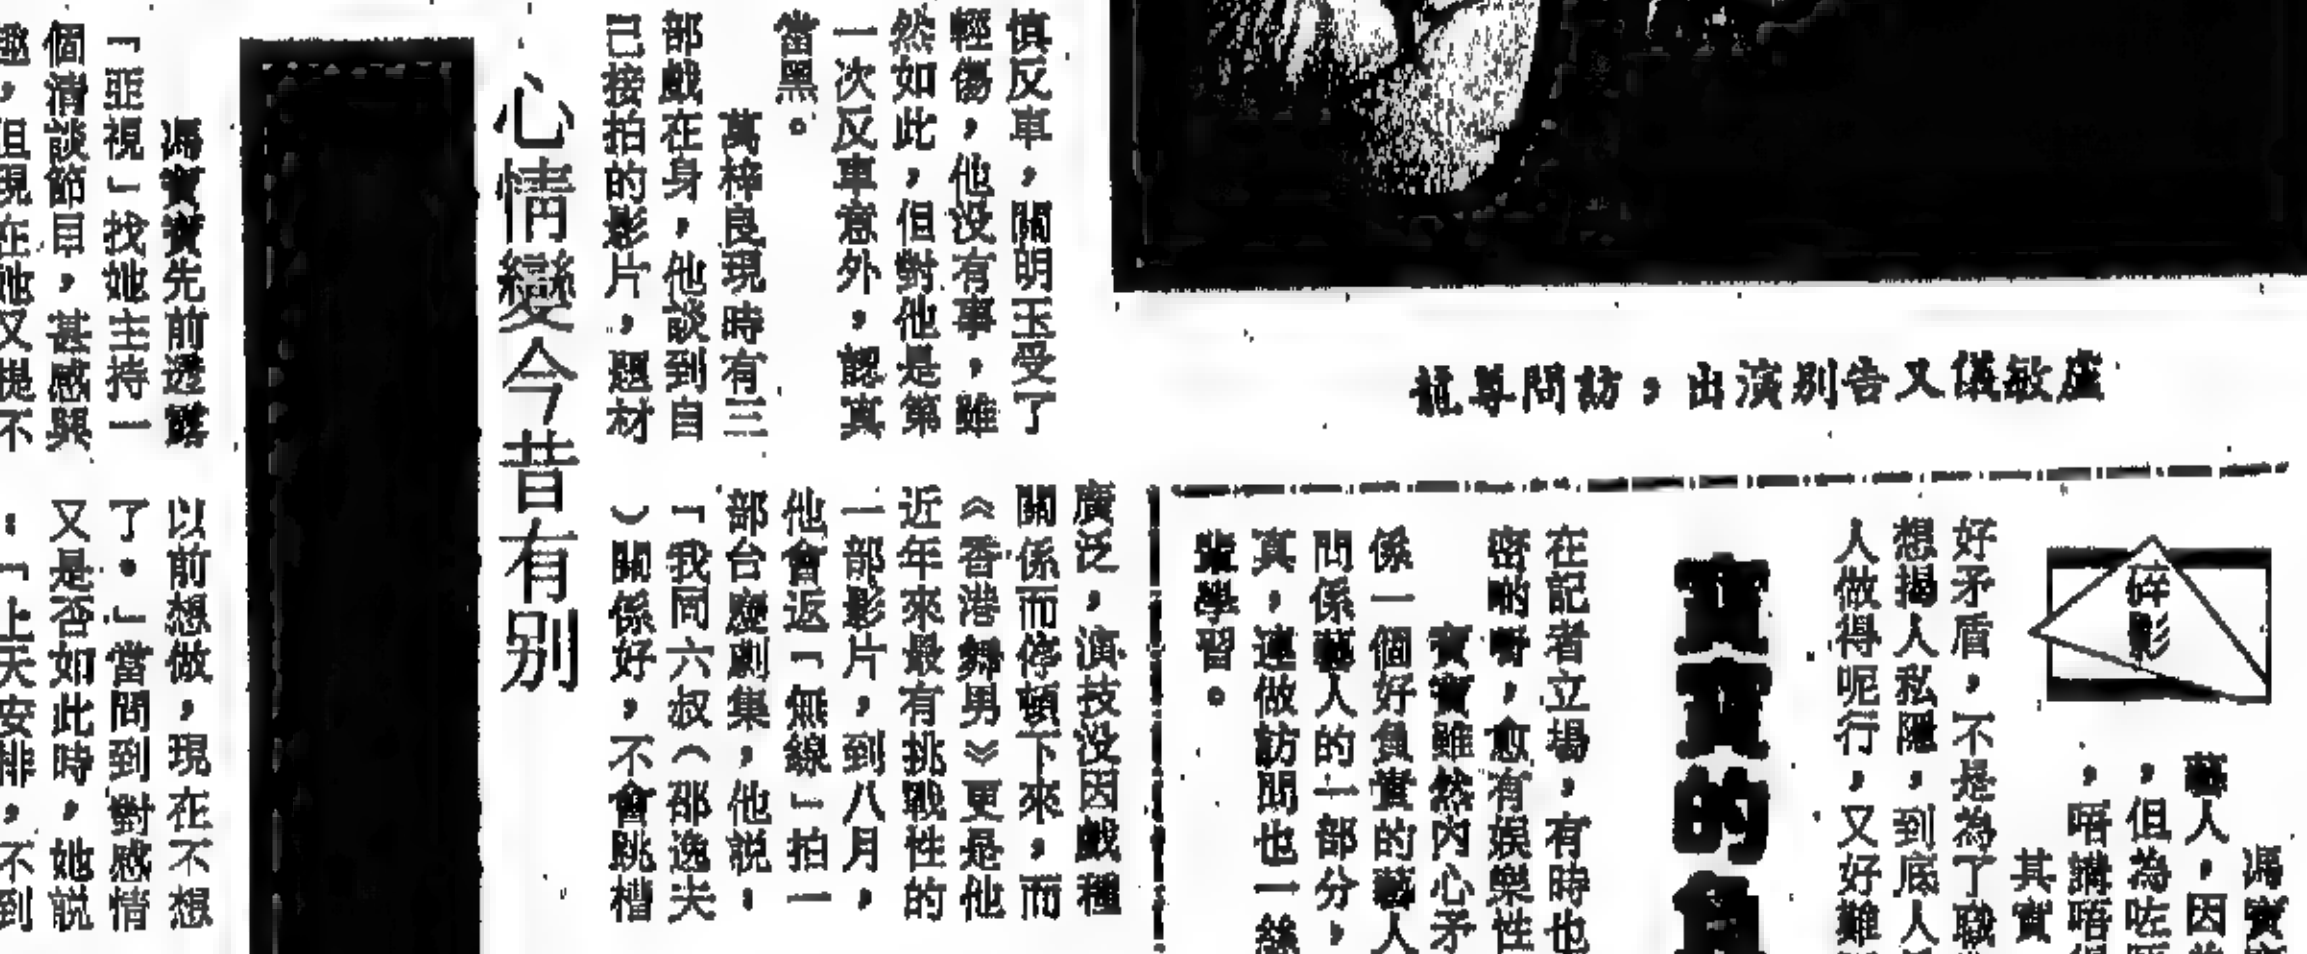 慎反車，關明玉受了
輕傷，他没有事，雖
然如此，但對他是第
一次反車意外，認真
當黑。
萬梓良現時有三
部戲在身，他談到自
己接拍的影片，題材
廣泛，演技没因戲種
關係而停頓下來，而
《香港舞男》更是他
近年來最有挑戰性的
一部影片，到八月，
他會返「無線」拍一
部台慶劇集，他説：
「我同六叔（邵逸夫
）關係好，不會跳槽
心情變今昔有别
馮寶寶先前透露
「亞視」找她主持一
個清談節目，甚感興
趣，但現在她又提不
以前想做，現在不想
了。」當問到對感情
又是否如此時，她説
：「上天安排，不到
盧敏儀又告别演出，訪問尊龍
碎影
馮寶
藝人，因
，但為咗
，唔講唔得
其實
好矛盾，不是為了職
想揭人私隱，到底人
人做得呢行，又好難
寶寶的負
在記者立場，有時也
密啲嘢，愈有娛樂性
寶寶雖然内心矛
係一個好負責的藝人
問係藝人的一部分，
真，連做訪問也一絲
輩學習。